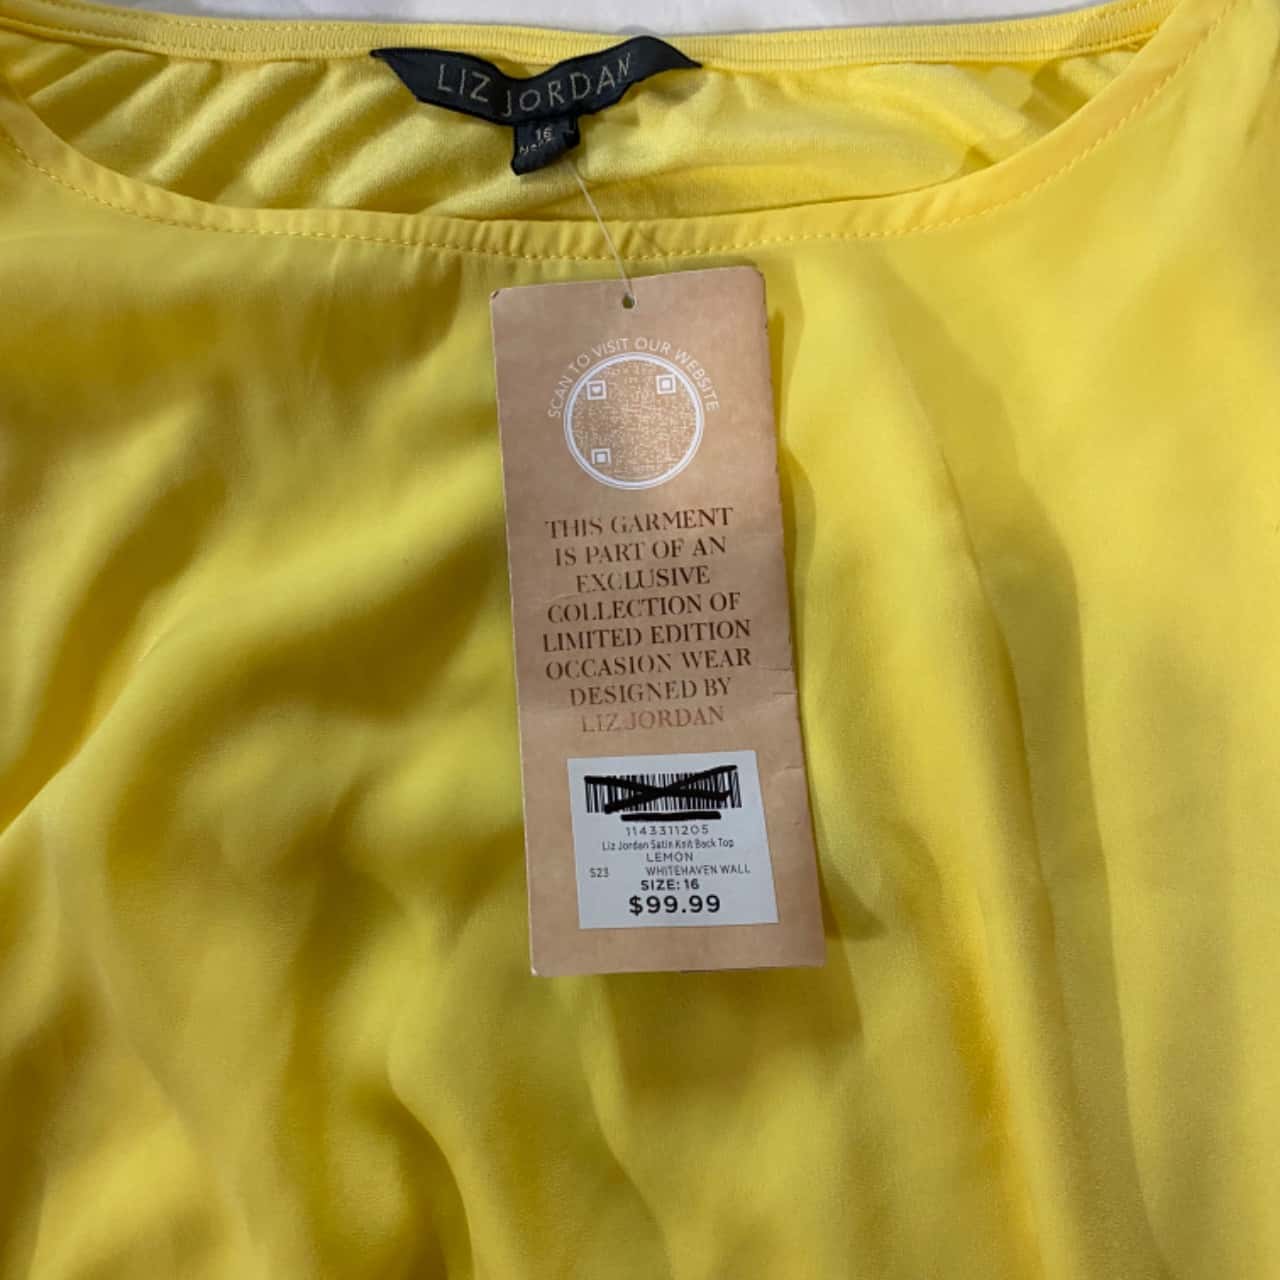 LIZ JORDAN
16
SCAN TO VISIT OUR WEBSITE
THIS GARMENT
IS PART OF AN
EXCLUSIVE
COLLECTION OF
LIMITED EDITION
OCCASION WEAR
DESIGNED BY
LIZ JORDAN
1143311205
Liz Jordan Satin Knit Back Top
LEMON
S23 WHITEHAVEN WALL
SIZE: 16
$99.99